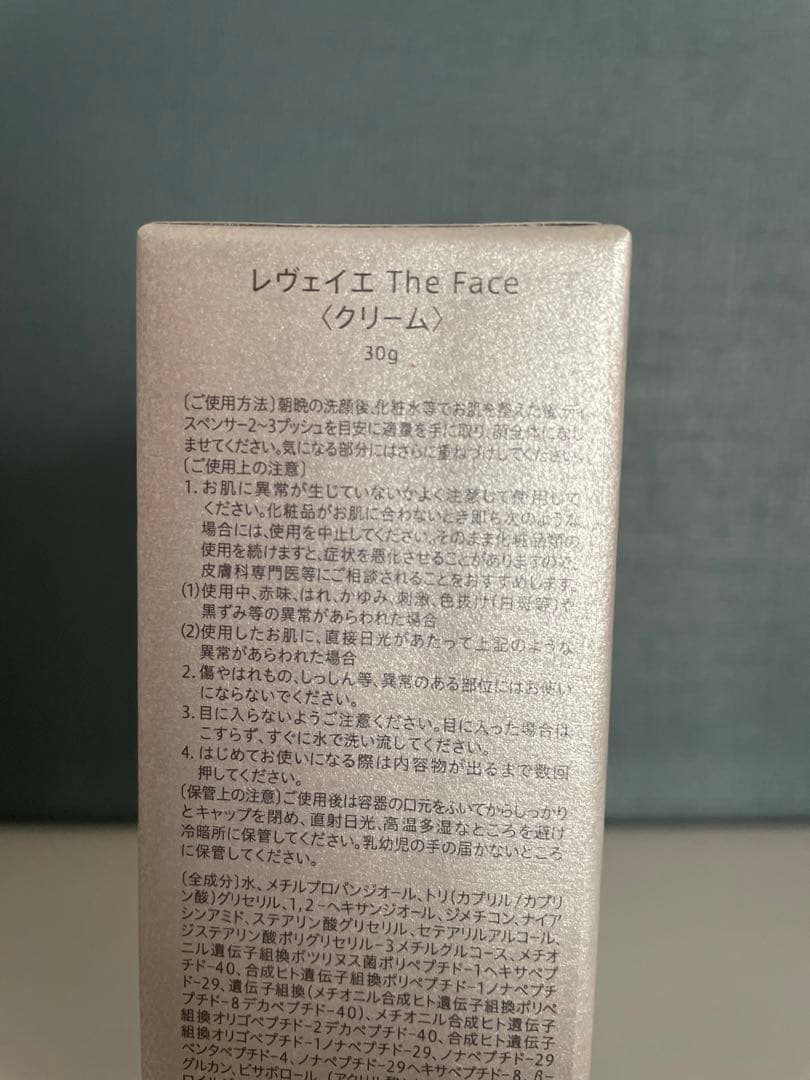 レヴェイエ The Face
〈クリーム〉
30g
〔ご使用方法〕朝晩の洗顔後、化粧水等でお肌を整えた後、ディ
スペンサー2~3プッシュを目安に適量を手に取り、顔全体になじ
ませてください。気になる部分にはさらに重ねづけしてください。
〔ご使用上の注意〕
1. お肌に異常が生じていないかよく注意して使用して
ください。化粧品がお肌に合わないとき即ち次のような
場合には、使用を中止してください。そのまま化粧品類の
使用を続けますと、症状を悪化させることがありますので、
皮膚科専門医等にご相談されることをおすすめします。
(1)使用中、赤味、はれ、かゆみ、刺激、色抜け(白斑等)や
黒ずみ等の異常があらわれた場合
(2)使用したお肌に、直接日光があたって上記のような
異常があらわれた場合
2. 傷やはれもの、しっしん等、異常のある部位にはお使い
にならないでください。
3. 目に入らないようご注意ください。目に入った場合は
こすらず、すぐに水で洗い流してください。
4. はじめてお使いになる際は内容物が出るまで数回
押してください。
〔保管上の注意〕ご使用後は容器の口元をふいてからしっかり
とキャップを閉め、直射日光、高温多湿なところを避け
冷暗所に保管してください。乳幼児の手の届かないところ
に保管してください。
〔全成分〕水、メチルプロパンジオール、トリ(カプリル/カプリ
ン酸)グリセリル、1,2-ヘキサンジオール、ジメチコン、ナイア
シンアミド、ステアリン酸グリセリル、セテアリルアルコール、
ジステアリン酸ポリグリセリル-3メチルグルコース、メチオ
ニル遺伝子組換ボツリヌス菌ポリペプチド-1ヘキサペプ
チド-40、合成ヒト遺伝子組換ポリペプチド-1ノナペプチ
ド-29、遺伝子組換(メチオニル合成ヒト遺伝子組換ポリペ
プチド-8デカペプチド-40)、メチオニル合成ヒト遺伝子
組換オリゴペプチド-2デカペプチド-40、合成ヒト遺伝子
組換オリゴペプチド-1ノナペプチド-29、ノナペプチド-29
ペンタペプチド-4、ノナペプチド-29ヘキサペプチド-8、β-
グルカン、ビサボロール、(アクリル酸